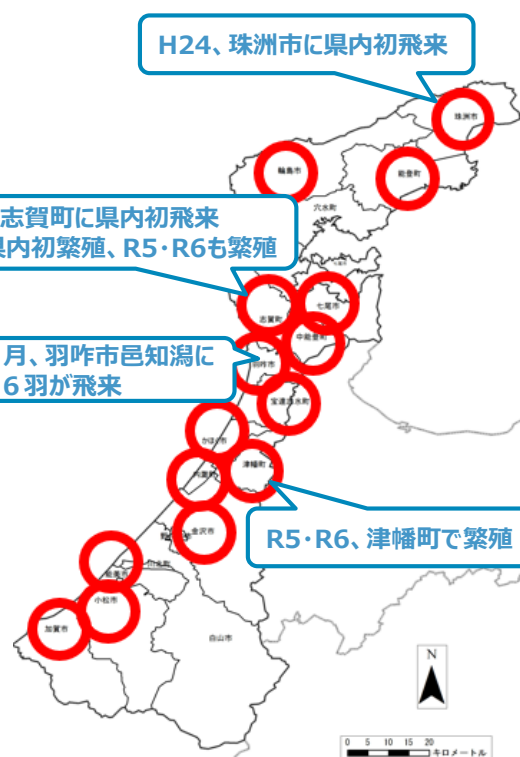 H24、珠洲市に県内初飛来
珠洲市
輪島市
能登町
穴水町
志賀町に県内初飛来
県内初繁殖、R5・R6も繁殖
七尾市
志賀町
中能登町
月、羽咋市邑知潟に
6羽が飛来
羽咋市
宝達志水町
かほく市
津幡町
内灘町
R5・R6、津幡町で繁殖
金沢市
川北町
能美市
小松市
加賀市
白山市
N
0 5 10 15 20
キロメートル